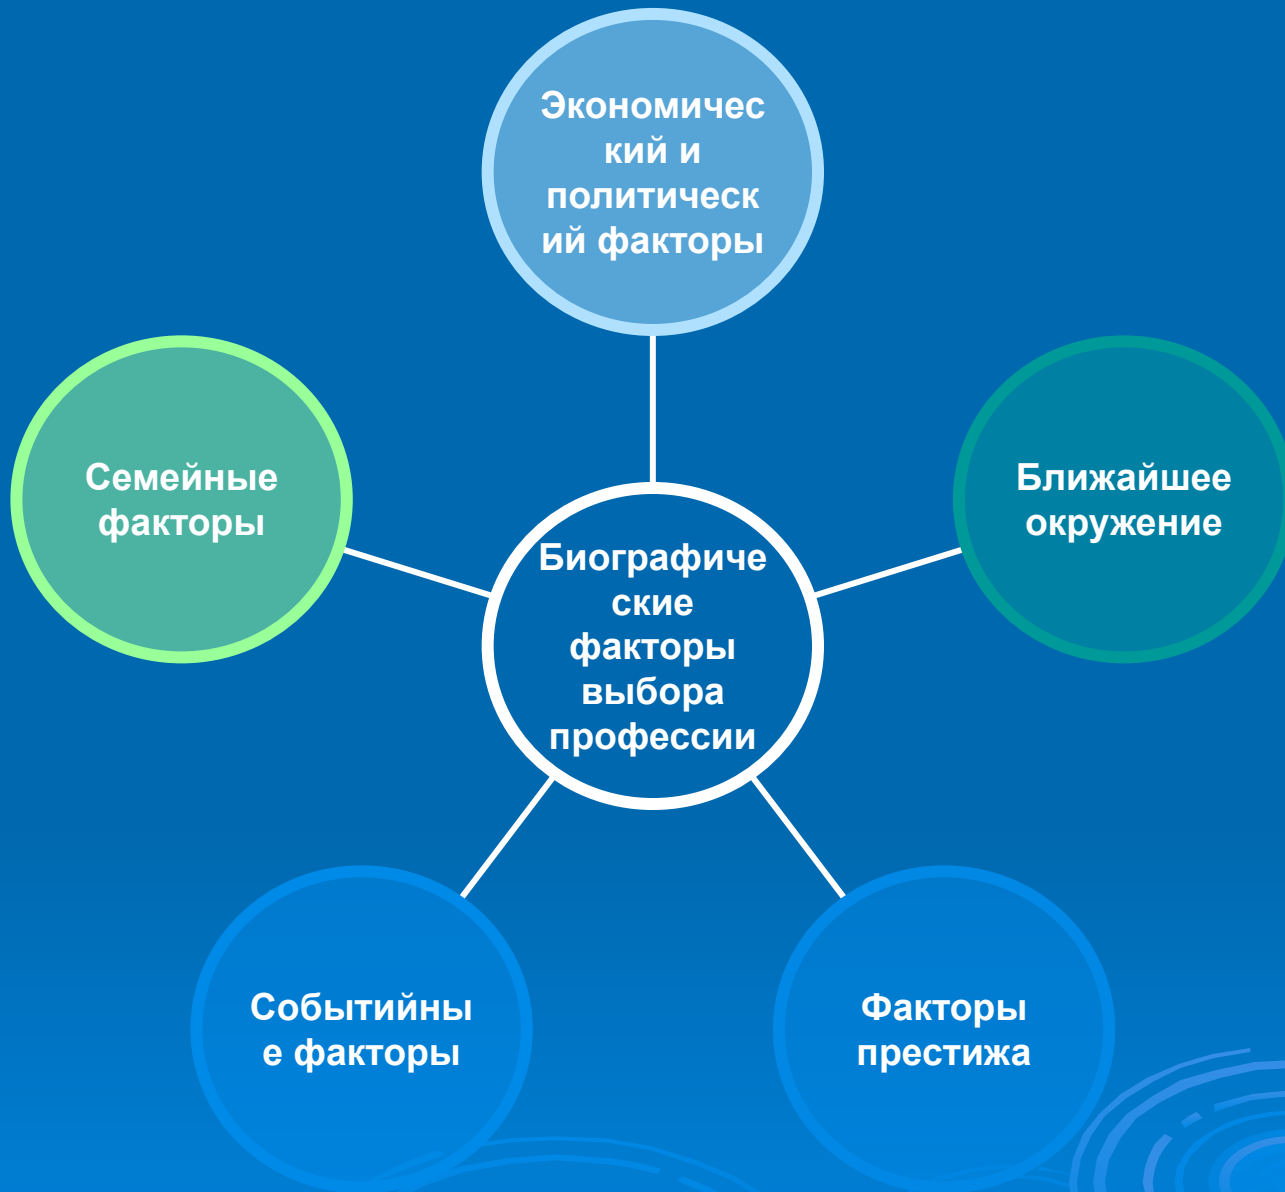 Экономичес
кий и
политическ
ий факторы
Семейные
факторы
Ближайшее
окружение
Биографиче
ские
факторы
выбора
профессии
Событийны
е факторы
Факторы
престижа